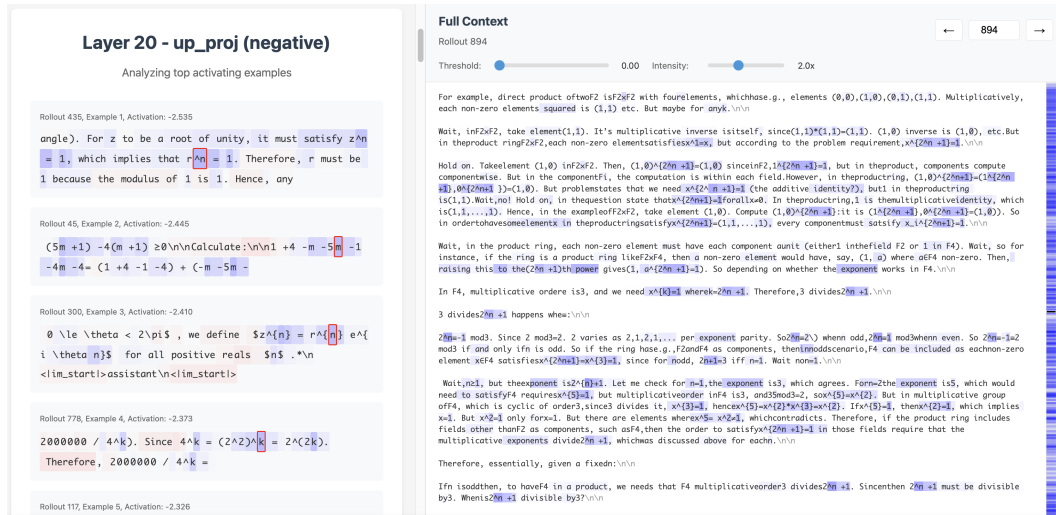 Layer 20 - up_proj (negative)
Analyzing top activating examples
Rollout 435, Example 1, Activation: -2.535
angle). For z to be a root of unity, it must satisfy z^n
= 1, which implies that r^n = 1. Therefore, r must be
1 because the modulus of 1 is 1. Hence, any
Rollout 45, Example 2, Activation: -2.445
(5m +1) -4(m +1) ≥0\n\nCalculate:\n\n1 +4 -m -5m -1
-4m -4= (1 +4 -1 -4) + (-m -5m -
Rollout 300, Example 3, Activation: -2.410
0 \le \theta < 2\pi$ , we define $z^{n} = r^{n} e^{
i \theta n}$ for all positive reals $n$ .*\n
<|im_start|>assistant\n<|im_start|>
Rollout 778, Example 4, Activation: -2.373
2000000 / 4^k). Since 4^k = (2^2)^k = 2^(2k).
Therefore, 2000000 / 4^k =
Rollout 117, Example 5, Activation: -2.326
Full Context
Rollout 894
← 894 →
Threshold: 0.00 Intensity: 2.0x
For example, direct product oftwoF2 isF2xF2 with fourelements, whichhase.g., elements (0,0),(1,0),(0,1),(1,1). Multiplicatively,
each non-zero elements squared is (1,1) etc. But maybe for anyk.\n\n
Wait, inF2xF2, take element(1,1). It's multiplicative inverse isitself, since(1,1)*(1,1)=(1,1). (1,0) inverse is (1,0), etc.But
in theproduct ringF2xF2,each non-zero elementsatisfiesx^1=x, but according to the problem requirement,x^{2^n +1}=1.\n\n
Hold on. Takeelement (1,0) inF2xF2. Then, (1,0)^{2^n +1}=(1,0) sinceinF2,1^{2^n +1}=1, but in theproduct, components compute
componentwise. But in the componentFi, the computation is within each field.However, in theproductring, (1,0)^{2^n+1}=(1^{2^n
+1},0^{2^n+1 })=(1,0). But problemstates that we need x^{2^ n +1}=1 (the additive identity?), but1 in theproductring
is(1,1).Wait,no! Hold on, in thequestion state thatx^{2^n +1}=1forallx≠0. In theproductring,1 is themultiplicativeidentity, which
is(1,1,...,1). Hence, in the exampleofF2xF2, take element (1,0). Compute (1,0)^{2^n +1}:it is (1^{2^n +1},0^{2^n +1}=(1,0)). So
in ordertohavesomeelementx in theproductringsatisfyx^{2^n+1}=(1,1,...,1), every componentmust satisfy x_i^{2^n +1}=1.\n\n
Wait, in the product ring, each non-zero element must have each component aunit (either1 inthefield F2 or 1 in F4). Wait, so for
instance, if the ring is a product ring likeF2xF4, then a non-zero element would have, say, (1, a) where a∈F4 non-zero. Then,
raising this to the(2^n +1)th power gives(1, a^{2^n +1}=1). So depending on whether the exponent works in F4.\n\n
In F4, multiplicative ordere is3, and we need x^{k}=1 wherek=2^n +1. Therefore,3 divides2^n +1.\n\n
3 divides2^n +1 happens whem:\n\n
2^n=-1 mod3. Since 2 mod3=2. 2 varies as 2,1,2,1,... per exponent parity. So2^n=2\) whenn odd,2^n=1 mod3whenn even. So 2^n=-1=2
mod3 if and only ifn is odd. So if the ring hase.g.,F2andF4 as components, theninnoddscenario,F4 can be included as eachnon-zero
element x∈F4 satisfiesx^{2^n+1}=x^{3}=1, since for nodd, 2n+1=3 iff n=1. Wait non=1.\n\n
Wait,n≥1, but theexponent is2^{n}+1. Let me check for n=1,the exponent is3, which agrees. Forn=2the exponent is5, which would
need to satisfyF4 requiresx^{5}=1, but multiplicativeorder inF4 is3, and35mod3=2, sox^{5}=x^{2}. But in multiplicative group
ofF4, which is cyclic of order3,since3 divides it, x^{3}=1, hencex^{5}=x^{2}*x^{3}=x^{2}. Ifx^{5}=1, thenx^{2}=1, which implies
x=1. But x^2=1 only forx=1. But there are elements wherex^5= x^2≠1, whichcontradicts. Therefore, if the product ring includes
fields other thanF2 as components, such asF4,then the order to satisfyx^{2^n +1}=1 in those fields require that the
multiplicative exponents divide2^n +1, whichwas discussed above for eachn.\n\n
Therefore, essentially, given a fixedn:\n\n
Ifn isoddthen, to haveF4 in a product, we needs that F4 multiplicativeorder3 divides2^n +1. Sincenthen 2^n +1 must be divisible
by3. Whenis2^n +1 divisible by3?\n\n